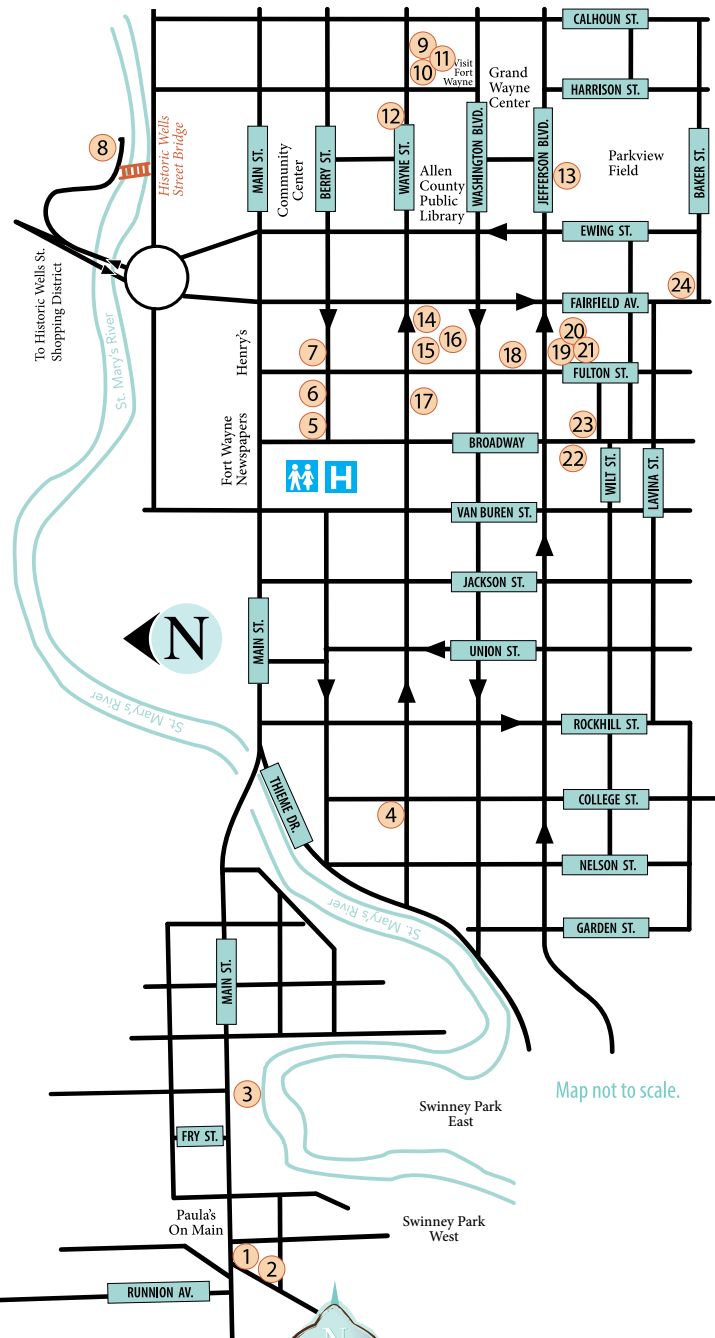 CALHOUN ST.
9
11
10
Visit
Fort
Wayne
Grand
Wayne
Center
HARRISON ST.
12
8
Historic Wells
Street Bridge
MAIN ST.
Community
Center
BERRY ST.
WAYNE ST.
Allen
County
Public
Library
WASHINGTON BLVD.
JEFFERSON BLVD.
13
Parkview
Field
BAKER ST.
EWING ST.
To Historic Wells St.
Shopping District
24
FAIRFIELD AV.
St. Mary's River
Henry's
7
14
15
16
18
20
19
21
FULTON ST.
6
17
5
23
Fort Wayne
Newspapers
BROADWAY
22
H
WILT ST.
LAVINA ST.
VAN BUREN ST.
JACKSON ST.
N
MAIN ST.
UNION ST.
St. Mary's River
ROCKHILL ST.
THIEME DR.
4
COLLEGE ST.
NELSON ST.
St. Mary's River
GARDEN ST.
MAIN ST.
3
Map not to scale.
Swinney Park
East
FRY ST.
Paula's
On Main
Swinney Park
West
1
2
RUNNION AV.
N